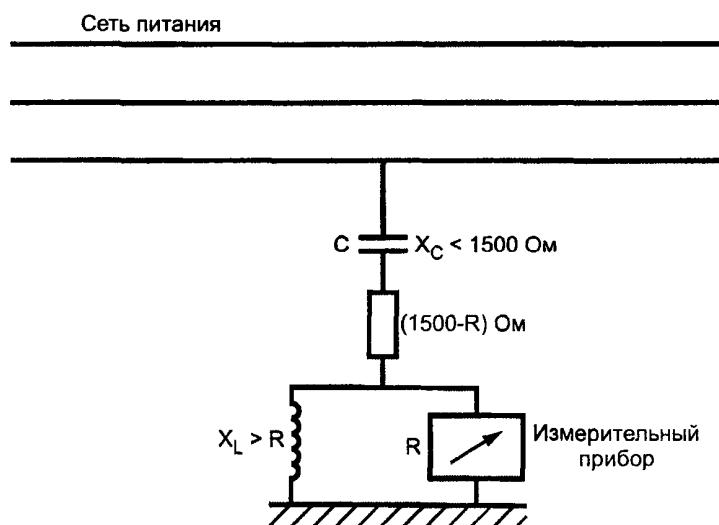 Сеть питания
C X_C < 1500 Ом
(1500-R) Ом
X_L > R
R
Измерительный
прибор